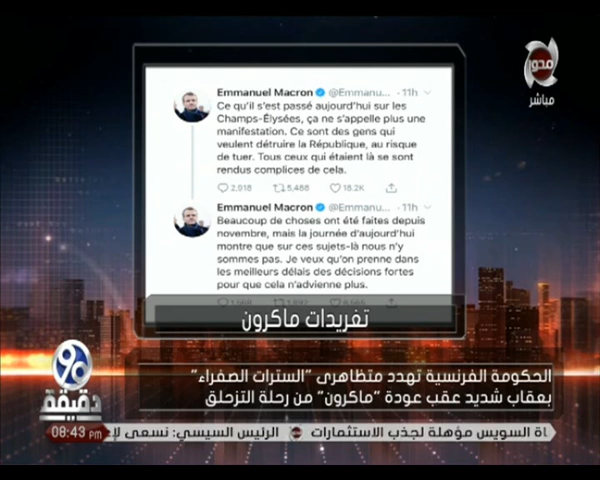 المحور
مباشر
Emmanuel Macron @Emmanu... · 11h
Ce qu'il s'est passé aujourd'hui sur les
Champs-Élysées, ça ne s'appelle plus une
manifestation. Ce sont des gens qui
veulent détruire la République, au risque
de tuer. Tous ceux qui étaient là se sont
rendus complices de cela.
2,918 5,488 18.2K
Emmanuel Macron @Emmanu... · 11h
Beaucoup de choses ont été faites depuis
novembre, mais la journée d'aujourd'hui
montre que sur ces sujets-là nous n'y
sommes pas. Je veux qu'on prenne dans
les meilleurs délais des décisions fortes
pour que cela n'advienne plus.
تغريدات ماكرون
الحكومة الفرنسية تهدد متظاهرى "السترات الصفراء"
بعقاب شديد عقب عودة "ماكرون" من رحلة التزحلق
90
دقيقة
08:43 PM
اة السويس مؤهلة لجذب الاستثمارات
الرئيس السيسي: نسعى لإ